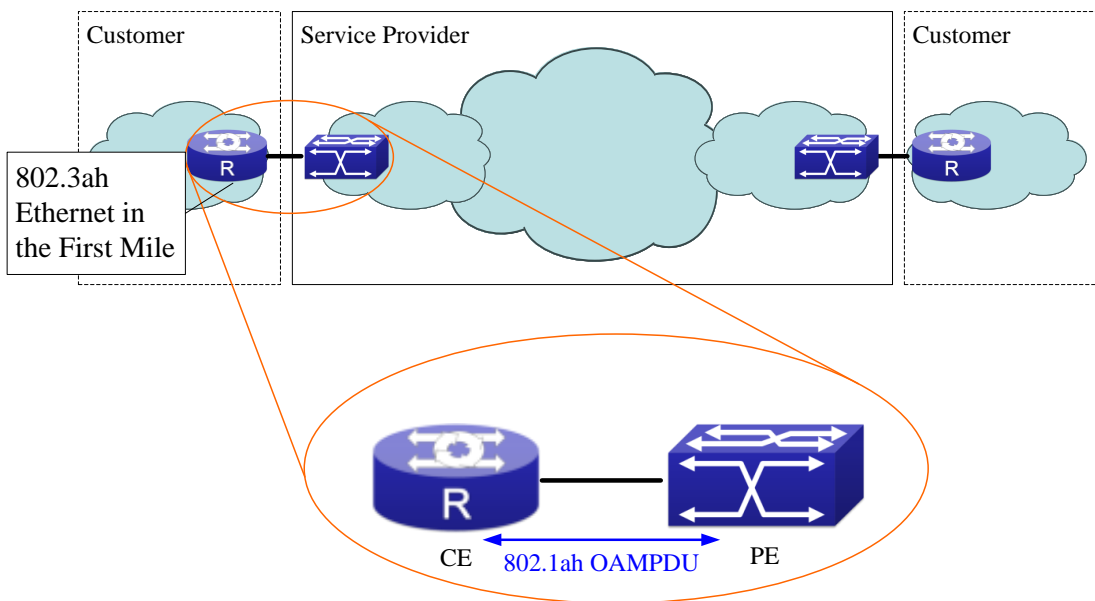 Customer
Service Provider
Customer
R
R
802.3ah
Ethernet in
the First Mile
R
CE
802.1ah OAMPDU
PE